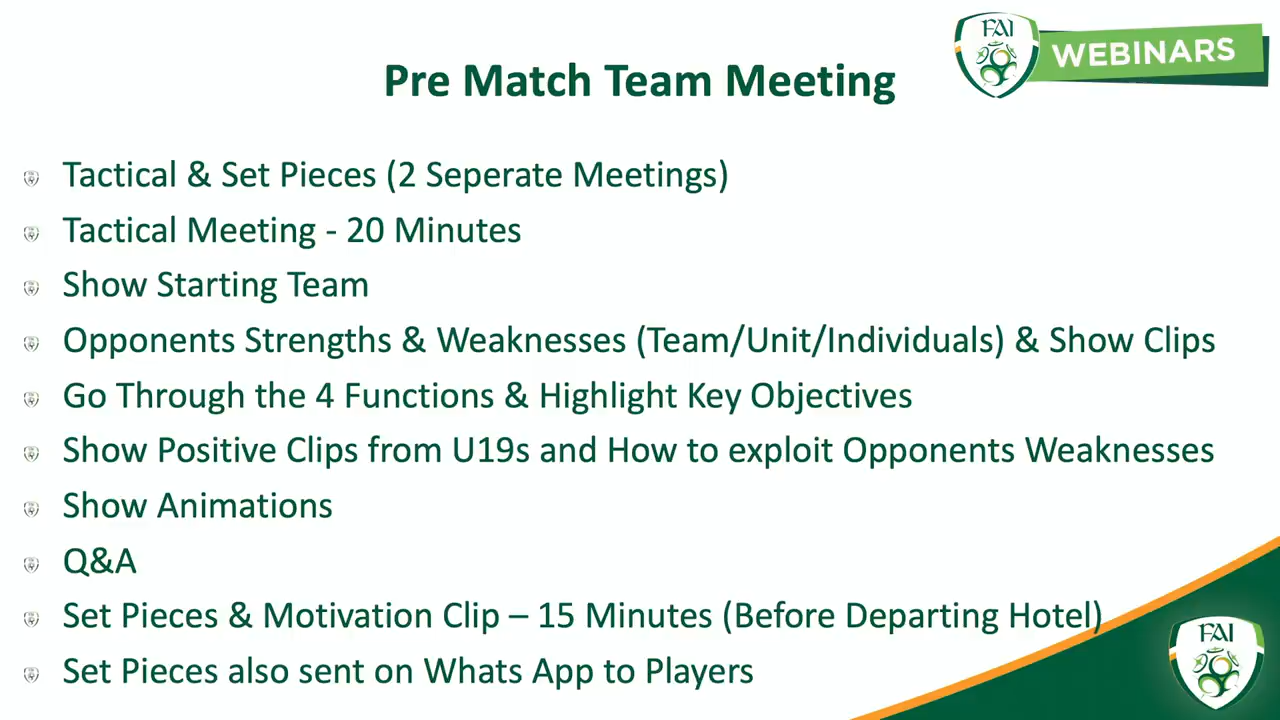 FAI
WEBINARS
Pre Match Team Meeting
Tactical & Set Pieces (2 Seperate Meetings)
Tactical Meeting - 20 Minutes
Show Starting Team
Opponents Strengths & Weaknesses (Team/Unit/Individuals) & Show Clips
Go Through the 4 Functions & Highlight Key Objectives
Show Positive Clips from U19s and How to exploit Opponents Weaknesses
Show Animations
Q&A
Set Pieces & Motivation Clip – 15 Minutes (Before Departing Hotel)
Set Pieces also sent on Whats App to Players
FAI